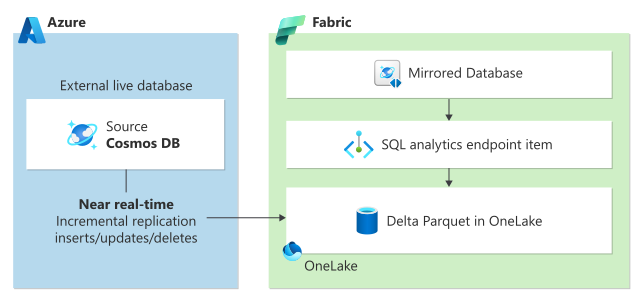 Azure
External live database
Source
Cosmos DB
Near real-time
Incremental replication
inserts/updates/deletes
Fabric
Mirrored Database
SQL analytics endpoint item
Delta Parquet in OneLake
OneLake